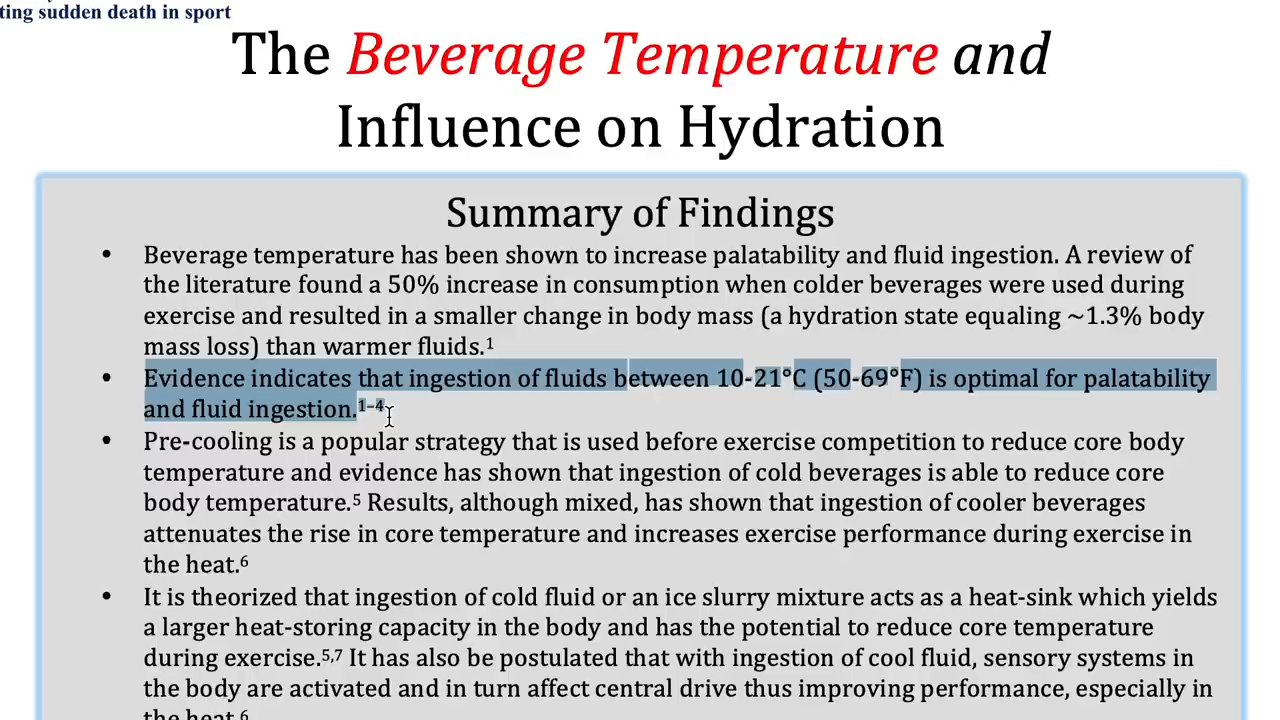 ting sudden death in sport
The Beverage Temperature and
Influence on Hydration
Summary of Findings
• Beverage temperature has been shown to increase palatability and fluid ingestion. A review of
the literature found a 50% increase in consumption when colder beverages were used during
exercise and resulted in a smaller change in body mass (a hydration state equaling ~1.3% body
mass loss) than warmer fluids.¹
• Evidence indicates that ingestion of fluids between 10-21°C (50-69°F) is optimal for palatability
and fluid ingestion.¹⁻⁴
• Pre-cooling is a popular strategy that is used before exercise competition to reduce core body
temperature and evidence has shown that ingestion of cold beverages is able to reduce core
body temperature.⁵ Results, although mixed, has shown that ingestion of cooler beverages
attenuates the rise in core temperature and increases exercise performance during exercise in
the heat.⁶
• It is theorized that ingestion of cold fluid or an ice slurry mixture acts as a heat-sink which yields
a larger heat-storing capacity in the body and has the potential to reduce core temperature
during exercise.⁵,⁷ It has also be postulated that with ingestion of cool fluid, sensory systems in
the body are activated and in turn affect central drive thus improving performance, especially in
the heat.⁶